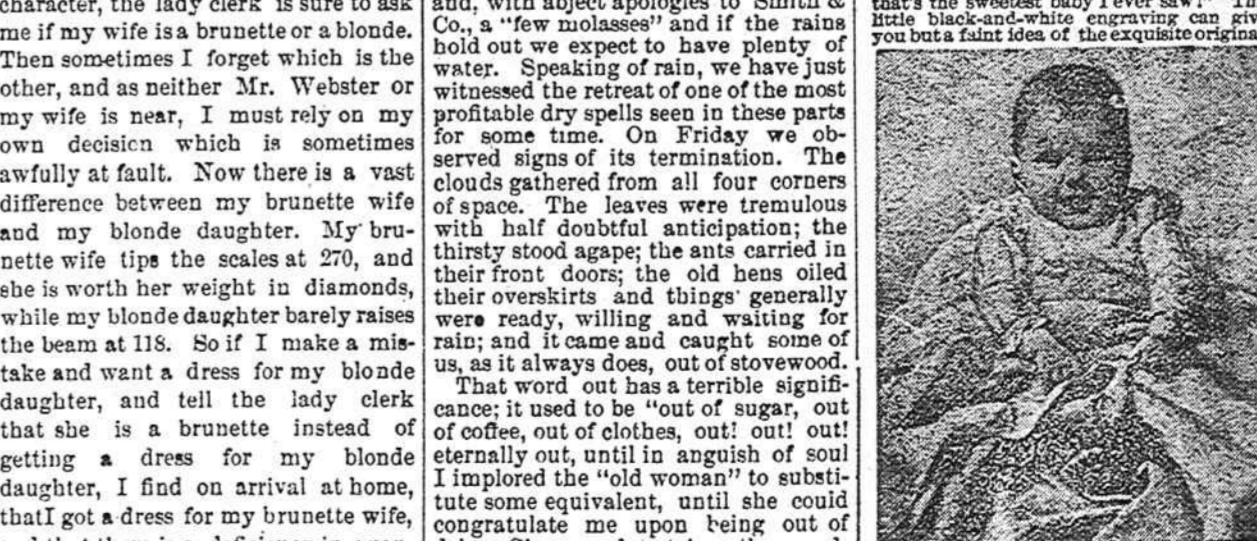 character, the lady clerk is sure to ask
me if my wife is a brunette or a blonde.
Then sometimes I forget which is the
other, and as neither Mr. Webster or
my wife is near, I must rely on my
own decision which is sometimes
awfully at fault. Now there is a vast
difference between my brunette wife
and my blonde daughter. My bru-
nette wife tips the scales at 270, and
she is worth her weight in diamonds,
while my blonde daughter barely raises
the beam at 118. So if I make a mis-
take and want a dress for my blonde
daughter, and tell the lady clerk
that she is a brunette instead of
getting a dress for my blonde
daughter, I find on arrival at home,
that I got a dress for my brunette wife,
and, with abject apologies to Smith &
Co., a "few molasses" and if the rains
hold out we expect to have plenty of
water. Speaking of rain, we have just
witnessed the retreat of one of the most
profitable dry spells seen in these parts
for some time. On Friday we ob-
served signs of its termination. The
clouds gathered from all four corners
of space. The leaves were tremulous
with half doubtful anticipation; the
thirsty stood agape; the ants carried in
their front doors; the old hens oiled
their overskirts and things generally
were ready, willing and waiting for
rain; and it came and caught some of
us, as it always does, out of stovewood.
That word out has a terrible signifi-
cance; it used to be "out of sugar, out
of coffee, out of clothes, out! out! out!
eternally out, until in anguish of soul
I implored the "old woman" to substi-
tute some equivalent, until she could
congratulate me upon being out of
that's the sweetest baby I ever saw!"
little black-and-white engraving can give
you but a faint idea of the exquisite original